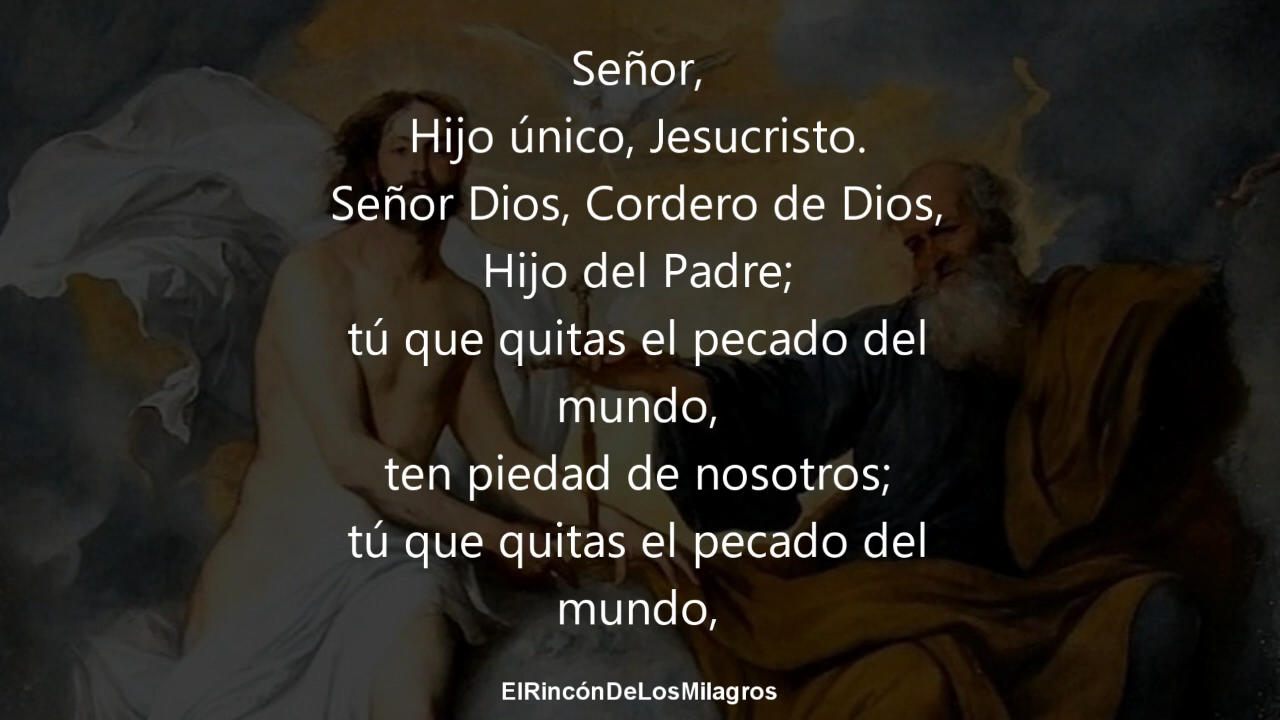 Señor,
Hijo único, Jesucristo.
Señor Dios, Cordero de Dios,
Hijo del Padre;
tú que quitas el pecado del
mundo,
ten piedad de nosotros;
tú que quitas el pecado del
mundo,
ElRincónDeLosMilagros